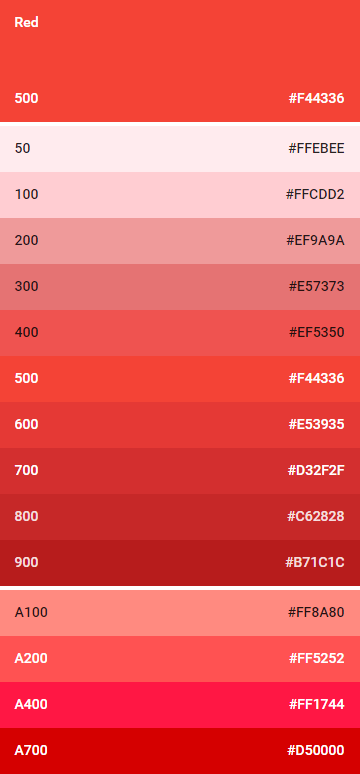 Red
500 #F44336
50 #FFEBEE
100 #FFCDD2
200 #EF9A9A
300 #E57373
400 #EF5350
500 #F44336
600 #E53935
700 #D32F2F
800 #C62828
900 #B71C1C
A100 #FF8A80
A200 #FF5252
A400 #FF1744
A700 #D50000